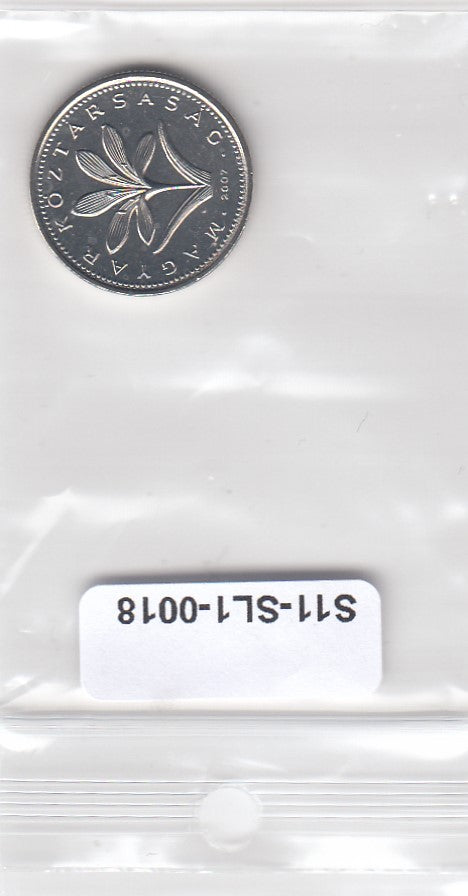 MAGYAR KÖZTÁRSASÁG
• 2007 •
S11-SL1-0018